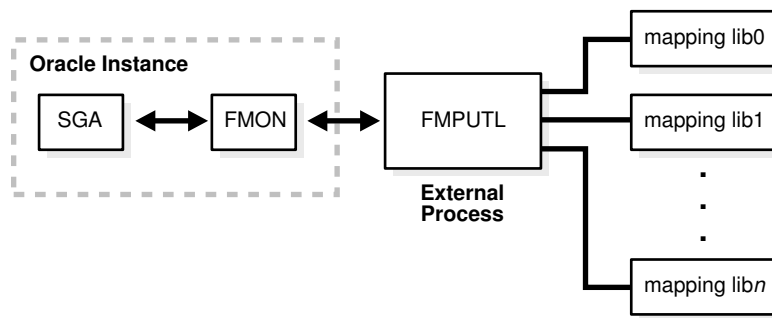 Oracle Instance
SGA
FMON
FMPUTL
External
Process
mapping lib0
mapping lib1
.
.
.
mapping libn